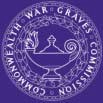 COMMONWEALTH · WAR · GRAVES · COMMISSION ·